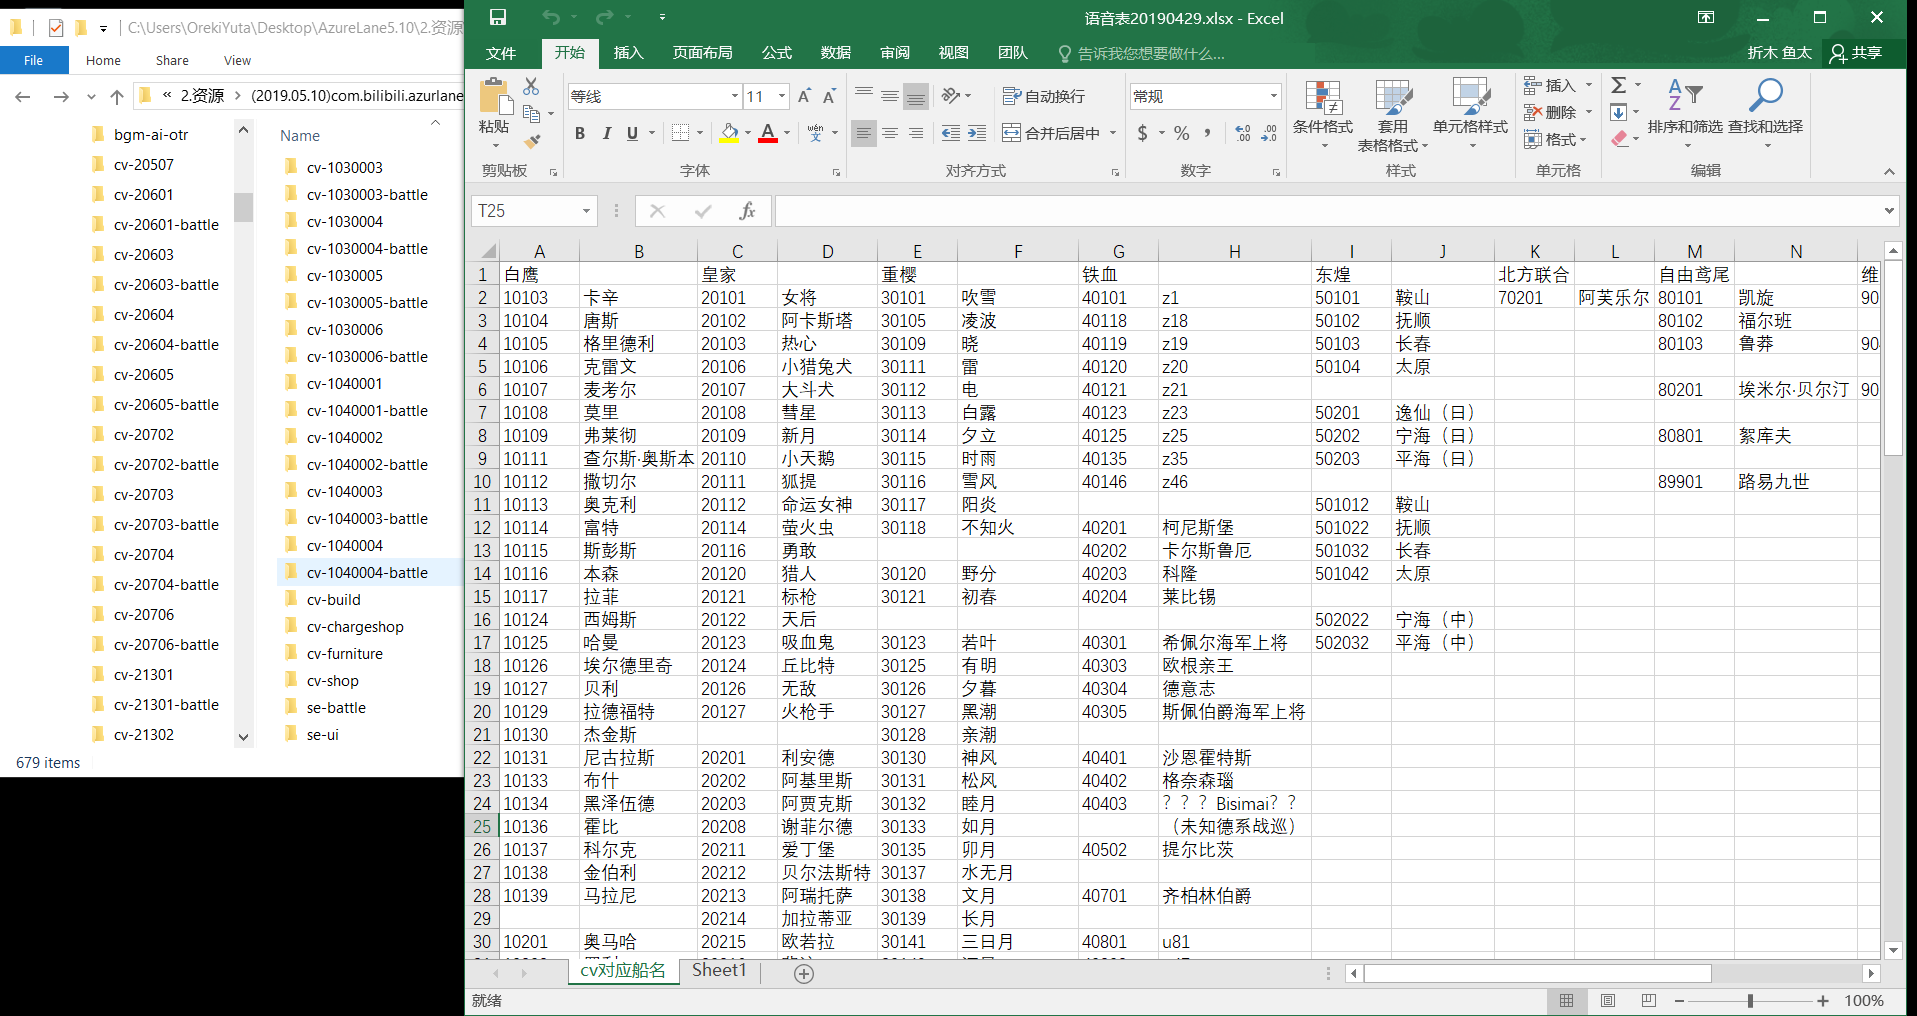 C:\Users\OrekiYuta\Desktop\AzureLane5.10\2.资源
File Home Share View
« 2.资源 > (2019.05.10)com.bilibili.azurlane
bgm-ai-otr
cv-20507
cv-20601
cv-20601-battle
cv-20603
cv-20603-battle
cv-20604
cv-20604-battle
cv-20605
cv-20605-battle
cv-20702
cv-20702-battle
cv-20703
cv-20703-battle
cv-20704
cv-20704-battle
cv-20706
cv-20706-battle
cv-21301
cv-21301-battle
cv-21302
Name
cv-1030003
cv-1030003-battle
cv-1030004
cv-1030004-battle
cv-1030005
cv-1030005-battle
cv-1030006
cv-1030006-battle
cv-1040001
cv-1040001-battle
cv-1040002
cv-1040002-battle
cv-1040003
cv-1040003-battle
cv-1040004
cv-1040004-battle
cv-build
cv-chargeshop
cv-furniture
cv-shop
se-battle
se-ui
679 items
语音表20190429.xlsx - Excel
文件 开始 插入 页面布局 公式 数据 审阅 视图 团队 告诉我您想要做什么... 折木 鱼太 共享
粘贴 等线 11 自动换行 常规 条件格式 套用 表格格式 单元格样式 插入 删除 格式 排序和筛选 查找和选择
B I U A wén 文 合并后居中 $ % ,
剪贴板 字体 对齐方式 数字 样式 单元格 编辑
T25 fx
A B C D E F G H I J K L M N
1 白鹰 皇家 重樱 铁血 东煌 北方联合 自由鸢尾 维
2 10103 卡辛 20101 女将 30101 吹雪 40101 z1 50101 鞍山 70201 阿芙乐尔 80101 凯旋 90
3 10104 唐斯 20102 阿卡斯塔 30105 凌波 40118 z18 50102 抚顺 80102 福尔班
4 10105 格里德利 20103 热心 30109 晓 40119 z19 50103 长春 80103 鲁莽 90
5 10106 克雷文 20106 小猎兔犬 30111 雷 40120 z20 50104 太原
6 10107 麦考尔 20107 大斗犬 30112 电 40121 z21 80201 埃米尔·贝尔汀 90
7 10108 莫里 20108 彗星 30113 白露 40123 z23 50201 逸仙（日）
8 10109 弗莱彻 20109 新月 30114 夕立 40125 z25 50202 宁海（日） 80801 絮库夫
9 10111 查尔斯·奥斯本 20110 小天鹅 30115 时雨 40135 z35 50203 平海（日）
10 10112 撒切利 20111 狐提 30116 雪风 40146 z46 89901 路易九世
11 10113 奥克利 20112 命运女神 30117 阳炎 501012 鞍山
12 10114 富特 20114 萤火虫 30118 不知火 40201 柯尼斯堡 501022 抚顺
13 10115 斯彭斯 20116 勇敢 40202 卡尔斯鲁厄 501032 长春
14 10116 本森 20120 猎人 30120 野分 40203 科隆 501042 太原
15 10117 拉菲 20121 标枪 30121 初春 40204 莱比锡
16 10124 西姆斯 20122 天后 502022 宁海（中）
17 10125 哈曼 20123 吸血鬼 30123 若叶 40301 希佩尔海军上将 502032 平海（中）
18 10126 埃尔德里奇 20124 丘比特 30125 有明 40303 欧根亲王
19 10127 贝利 20126 无敌 30126 夕暮 40304 德意志
20 10129 拉德福特 20127 火枪手 30127 黑潮 40305 斯佩伯爵海军上将
21 10130 杰金斯 30128 亲潮
22 10131 尼古拉斯 20201 利安德 30130 神风 40401 沙恩霍特斯
23 10133 布什 20202 阿基里斯 30131 松风 40402 格奈森瑙
24 10134 黑泽伍德 20203 阿贾克斯 30132 睦月 40403 ？？？Bisimai？？
25 10136 霍比 20208 谢菲尔德 30133 如月 （未知德系战巡）
26 10137 科尔克 20211 爱丁堡 30135 卯月 40502 提尔比茨
27 10138 金伯利 20212 贝尔法斯特 30137 水无月
28 10139 马拉尼 20213 阿瑞托萨 30138 文月 40701 齐柏林伯爵
29 20214 加拉蒂亚 30139 长月
30 10201 奥马哈 20215 欧若拉 30141 三日月 40801 u81
cv对应船名 Sheet1
就绪 100%